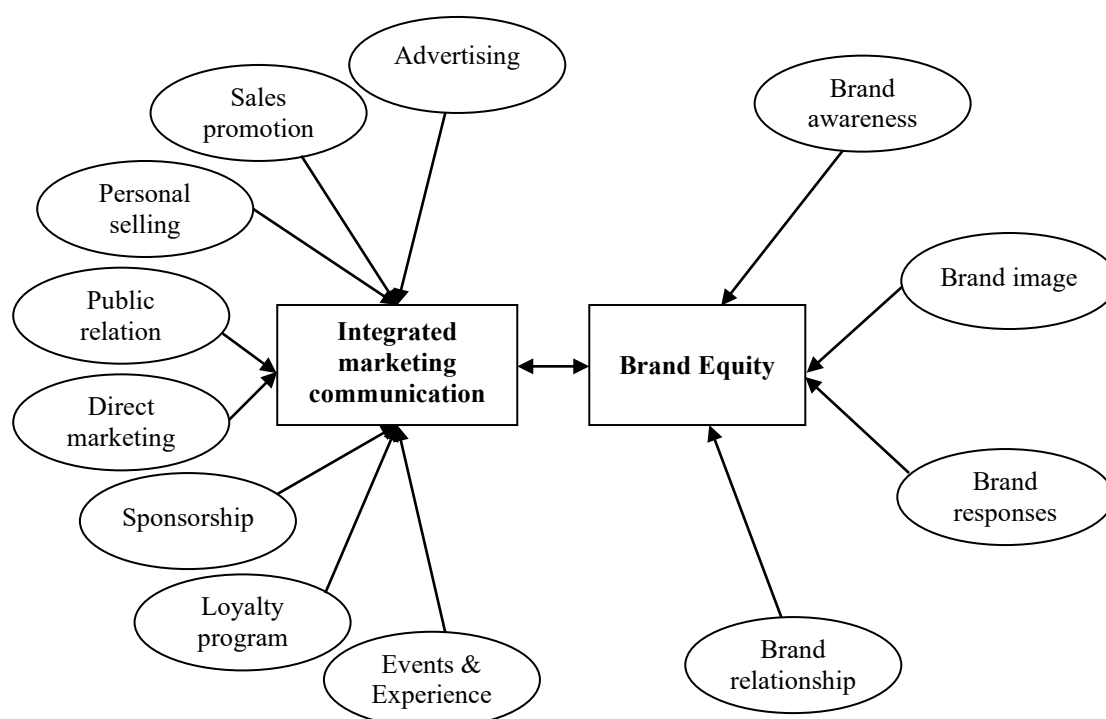 Advertising
Sales
promotion
Personal
selling
Public
relation
Direct
marketing
Sponsorship
Loyalty
program
Events &
Experience
Integrated
marketing
communication
Brand Equity
Brand
awareness
Brand image
Brand
responses
Brand
relationship